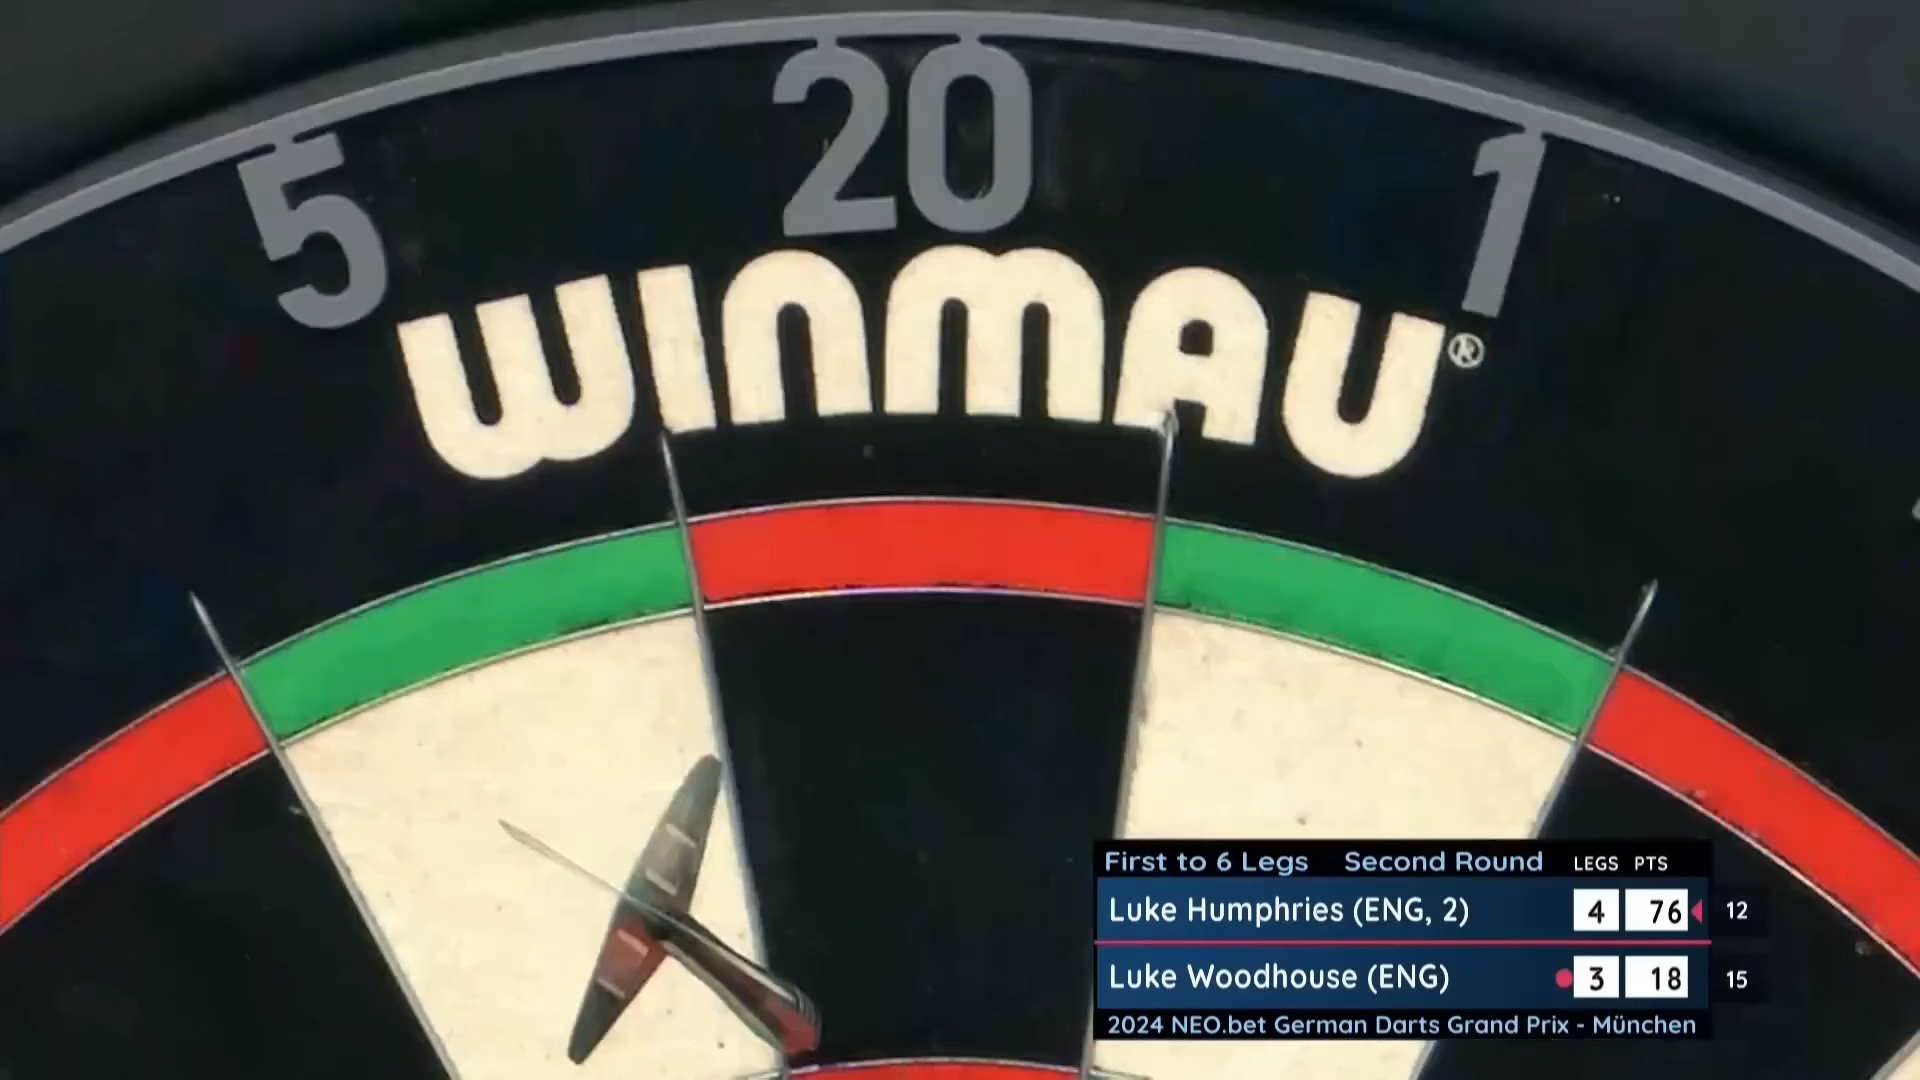 5 20 1
WINMAU®
First to 6 Legs Second Round LEGS PTS
Luke Humphries (ENG, 2) 4 76 12
Luke Woodhouse (ENG) 3 18 15
2024 NEO.bet German Darts Grand Prix - München